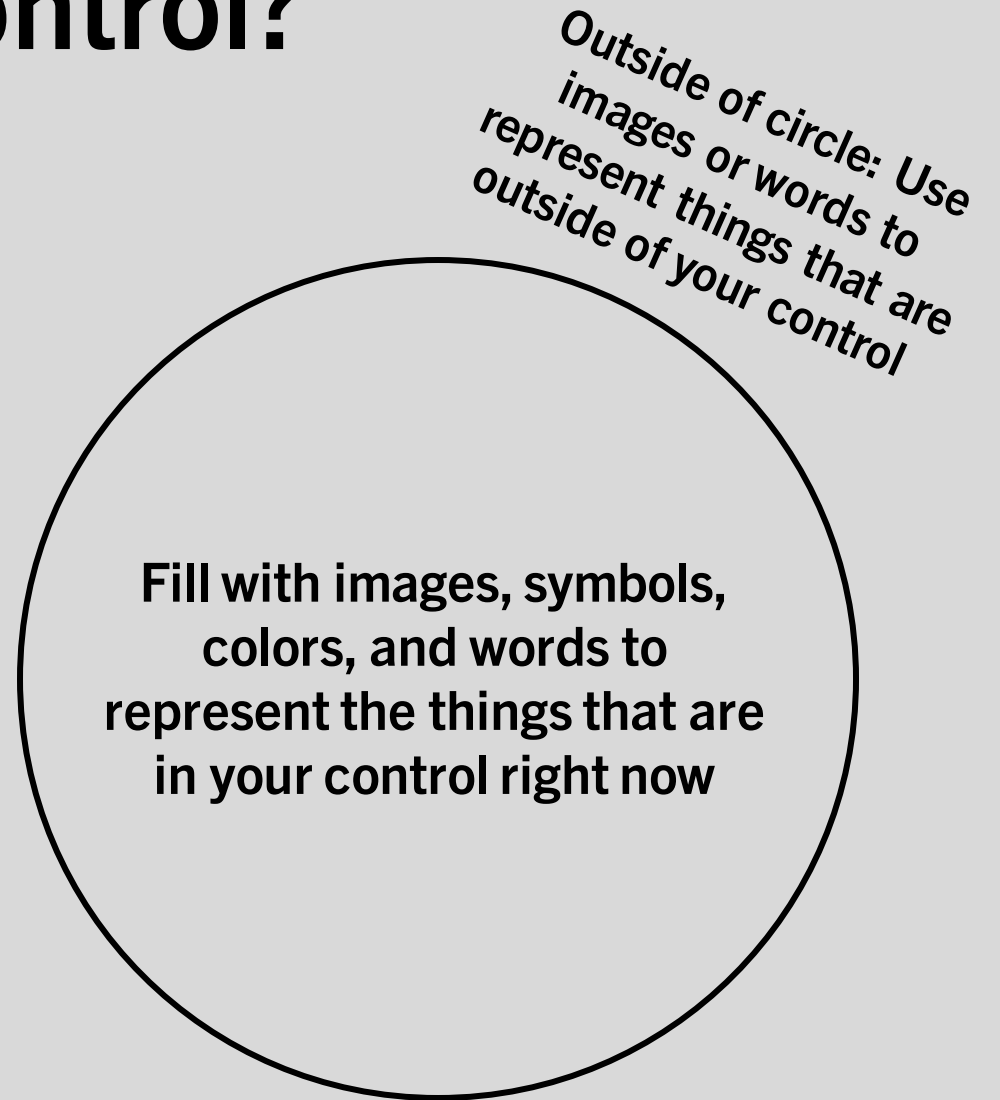 ontrol?
Outside of circle: Use
images or words to
represent things that are
outside of your control
Fill with images, symbols,
colors, and words to
represent the things that are
in your control right now